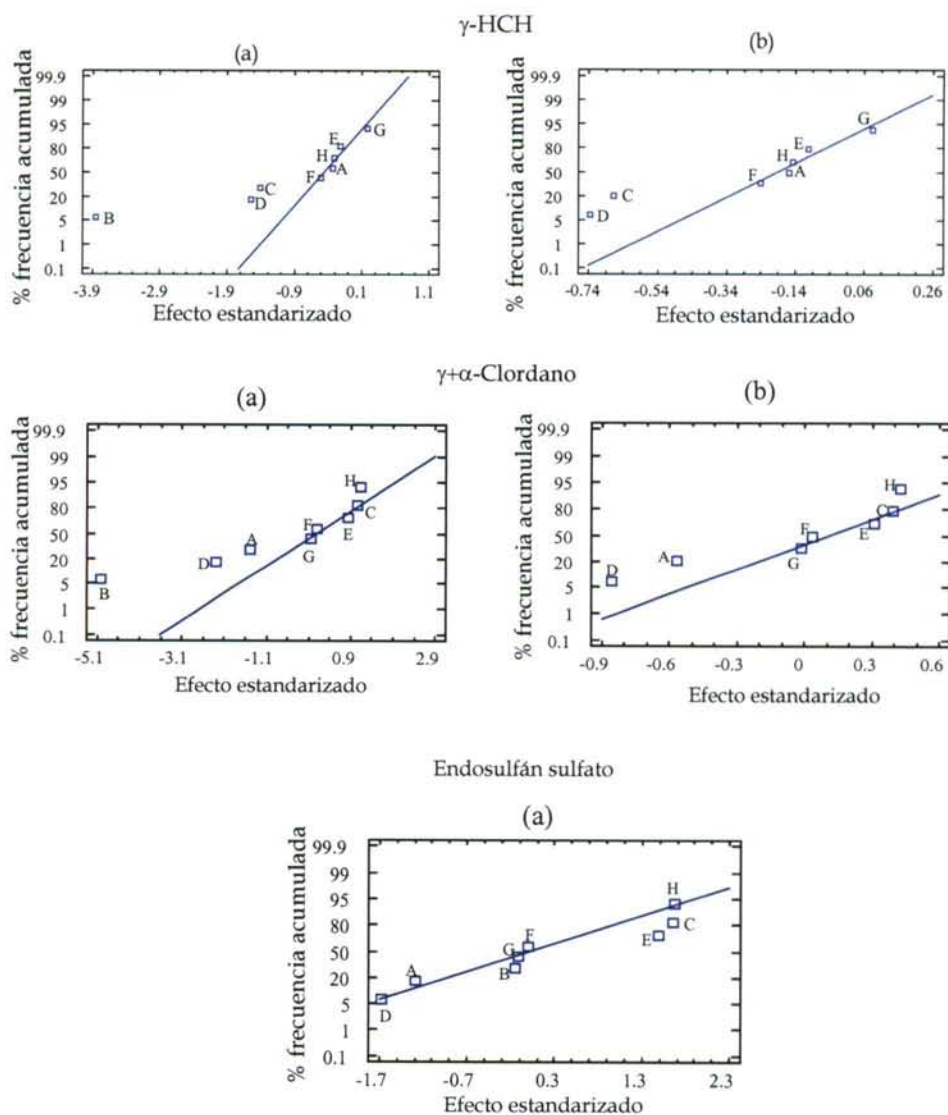 γ-HCH
(a)
(b)
% frecuencia acumulada
99.9
99
95
80
50
20
5
1
0.1
B
D
C
F
H
E
A
G
-3.9
-2.9
-1.9
-0.9
0.1
1.1
Efecto estandarizado
% frecuencia acumulada
99.9
99
95
80
50
20
5
1
0.1
D
C
F
H
E
A
G
-0.74
-0.54
-0.34
-0.14
0.06
0.26
Efecto estandarizado
γ+α-Clordano
(a)
(b)
% frecuencia acumulada
99.9
99
95
80
50
20
5
1
0.1
B
D
A
F
G
H
E
C
-5.1
-3.1
-1.1
0.9
2.9
Efecto estandarizado
% frecuencia acumulada
99.9
99
95
80
50
20
5
1
0.1
D
A
F
G
H
C
E
-0.9
-0.6
-0.3
0
0.3
0.6
Efecto estandarizado
Endosulfán sulfato
(a)
% frecuencia acumulada
99.9
99
95
80
50
20
5
1
0.1
D
A
G
F
B
H
E
C
-1.7
-0.7
0.3
1.3
2.3
Efecto estandarizado